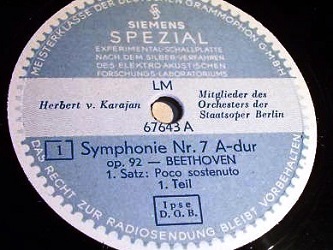 MEISTERKLASSE DER DEUTSCHEN GRAMMOPHON G·M·B·H
SIEMENS
SPEZIAL
EXPERIMENTAL-SCHALLPLATTE
NACH DEM SILBER-VERFAHREN
DES ELEKTRO-AKUSTISCHEN
FORSCHUNGS-LABORATORIUMS
LM
Herbert v. Karajan
Mitglieder des
Orchesters der
Staatsoper Berlin
67643 A
1 Symphonie Nr. 7 A-dur
op. 92 — BEETHOVEN
1. Satz: Poco sostenuto
1. Teil
Ipse
D.G.B.
DAS RECHT ZUR RADIOSENDUNG BLEIBT VORBEHALTEN